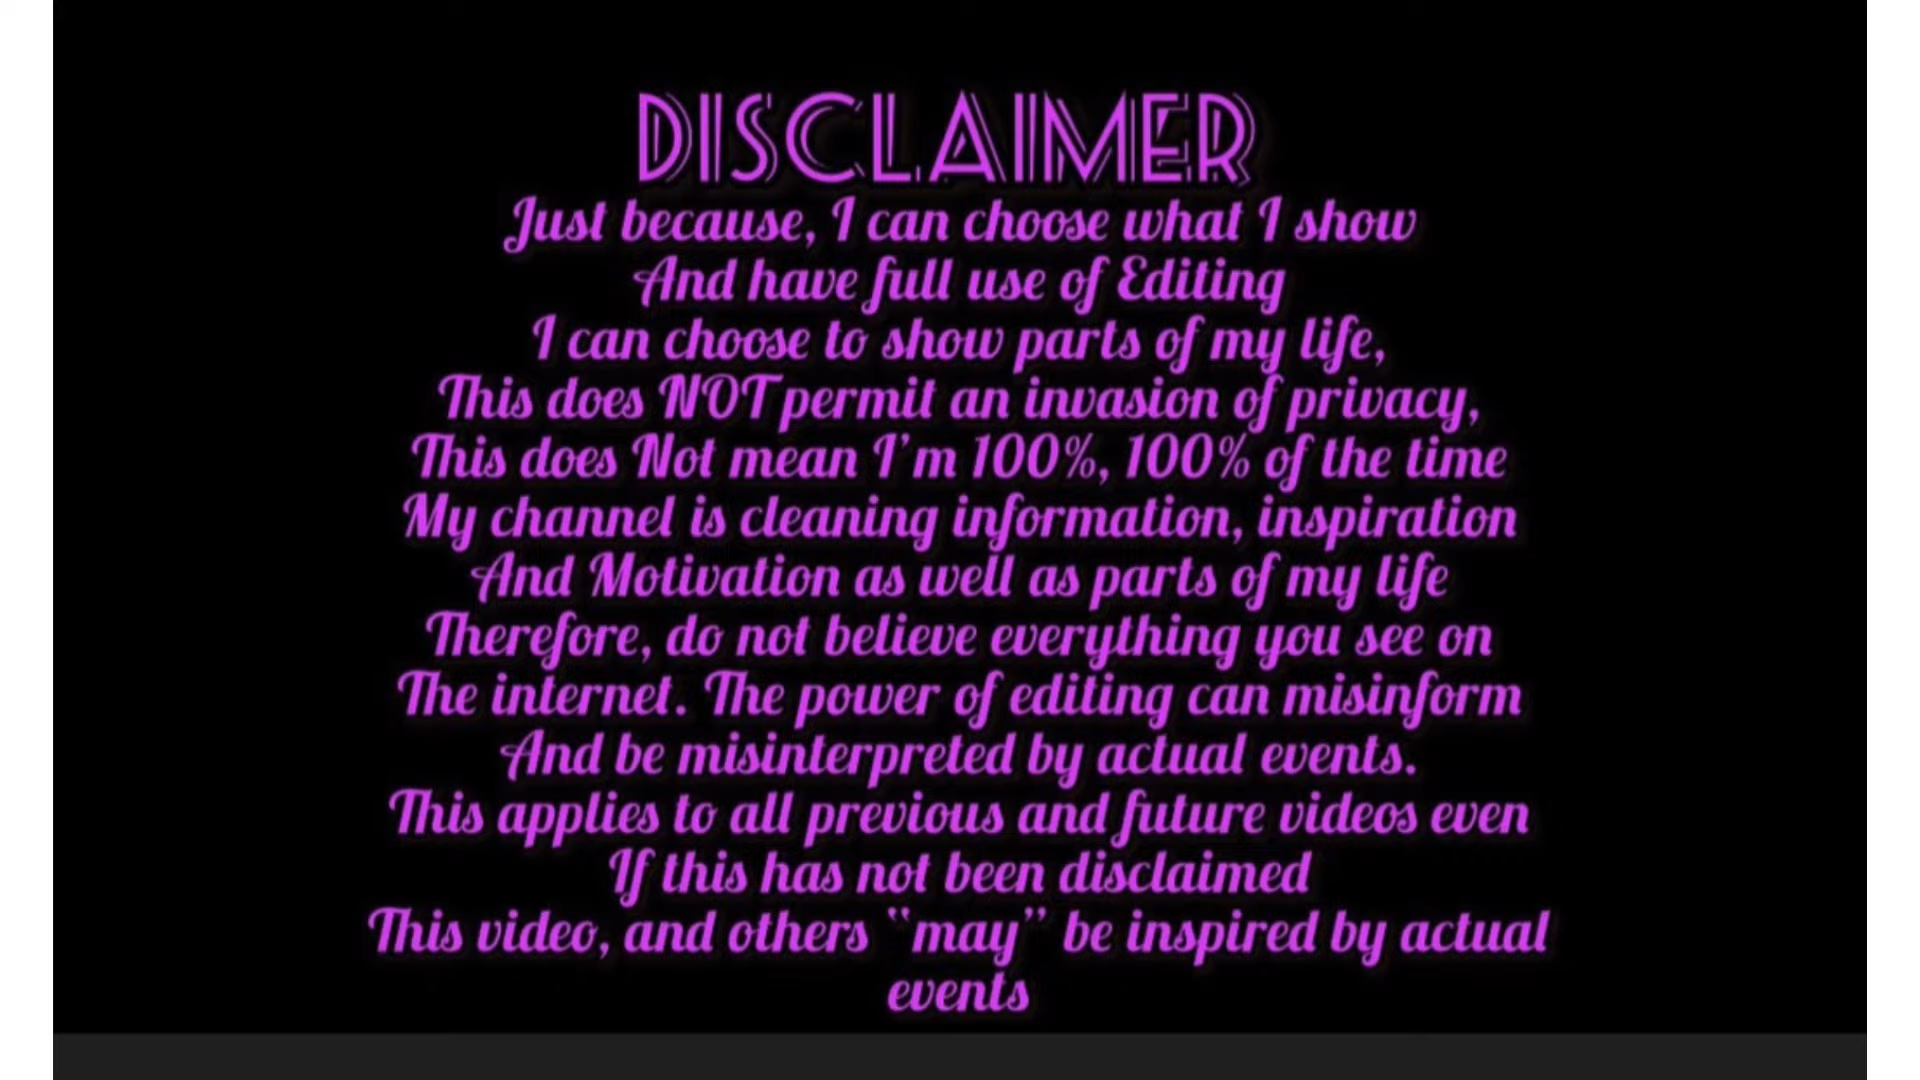 DISCLAIMER
Just because, I can choose what I show
And have full use of Editing
I can choose to show parts of my life,
This does NOT permit an invasion of privacy,
This does Not mean I'm 100%, 100% of the time
My channel is cleaning information, inspiration
And Motivation as well as parts of my life
Therefore, do not believe everything you see on
The internet. The power of editing can misinform
And be misinterpreted by actual events.
This applies to all previous and future videos even
If this has not been disclaimed
This video, and others “may” be inspired by actual
events